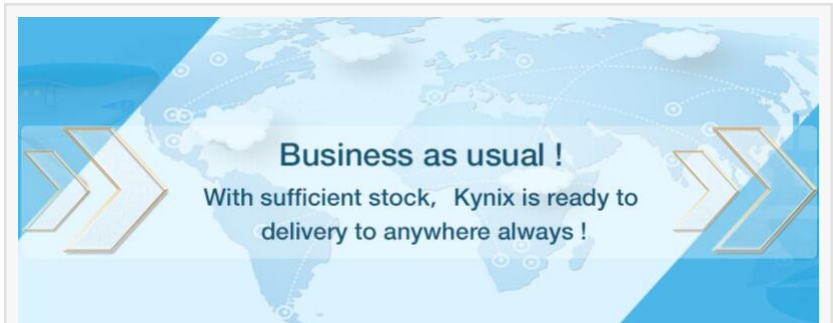 Business as usual !
With sufficient stock, Kynix is ready to
delivery to anywhere always !